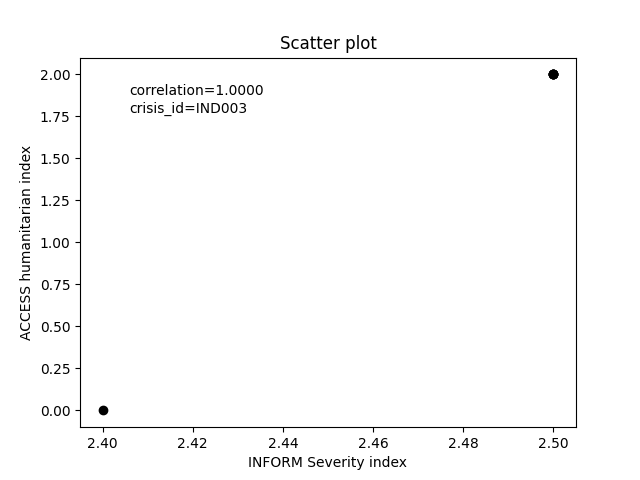 Scatter plot
correlation=1.0000
crisis_id=IND003
ACCESS humanitarian index
2.00
1.75
1.50
1.25
1.00
0.75
0.50
0.25
0.00
2.40 2.42 2.44 2.46 2.48 2.50
INFORM Severity index